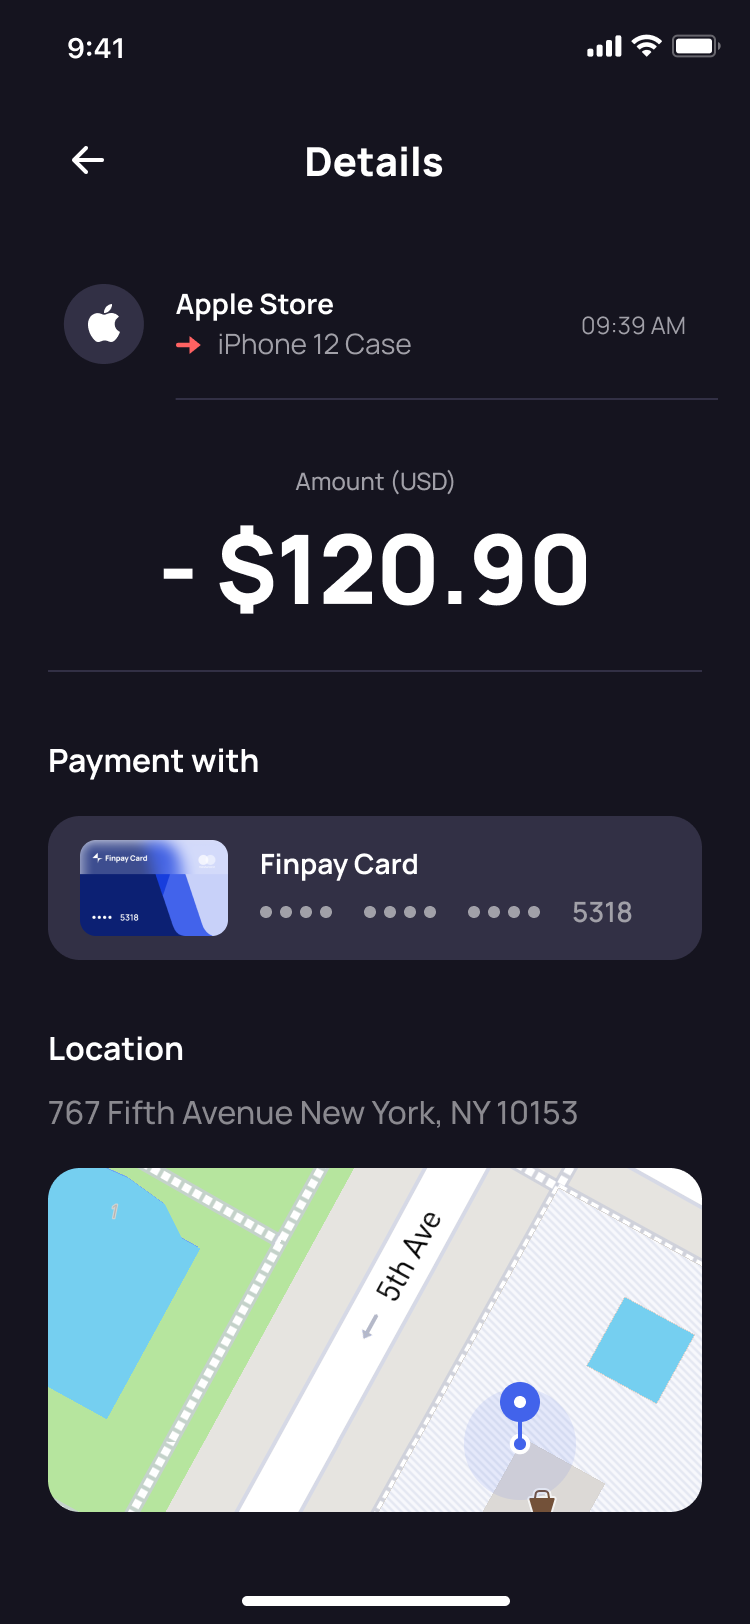 9:41
Details
Apple Store
iPhone 12 Case
09:39 AM
Amount (USD)
- $120.90
Payment with
Finpay Card
•••• 5318
Finpay Card
•••• •••• •••• 5318
Location
767 Fifth Avenue New York, NY 10153
5th Ave